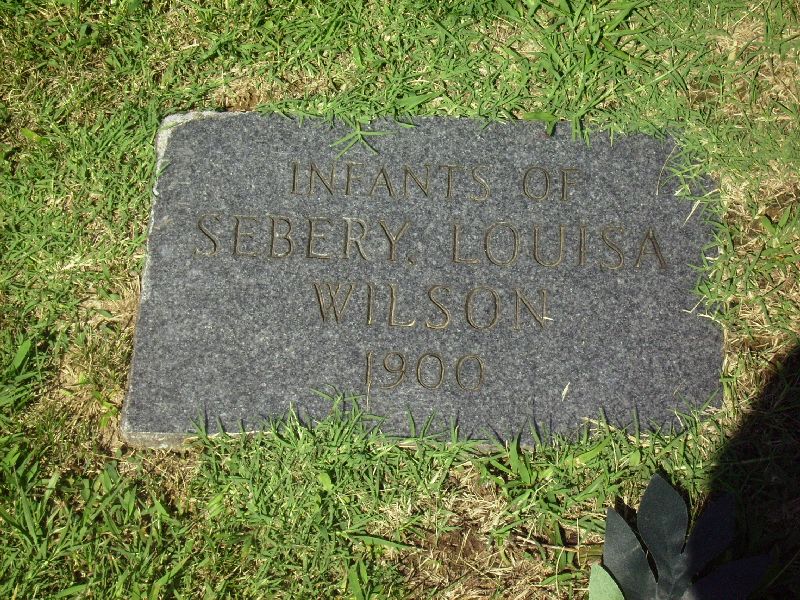 INFANTS OF
SEBERY, LOUISA
WILSON
1900